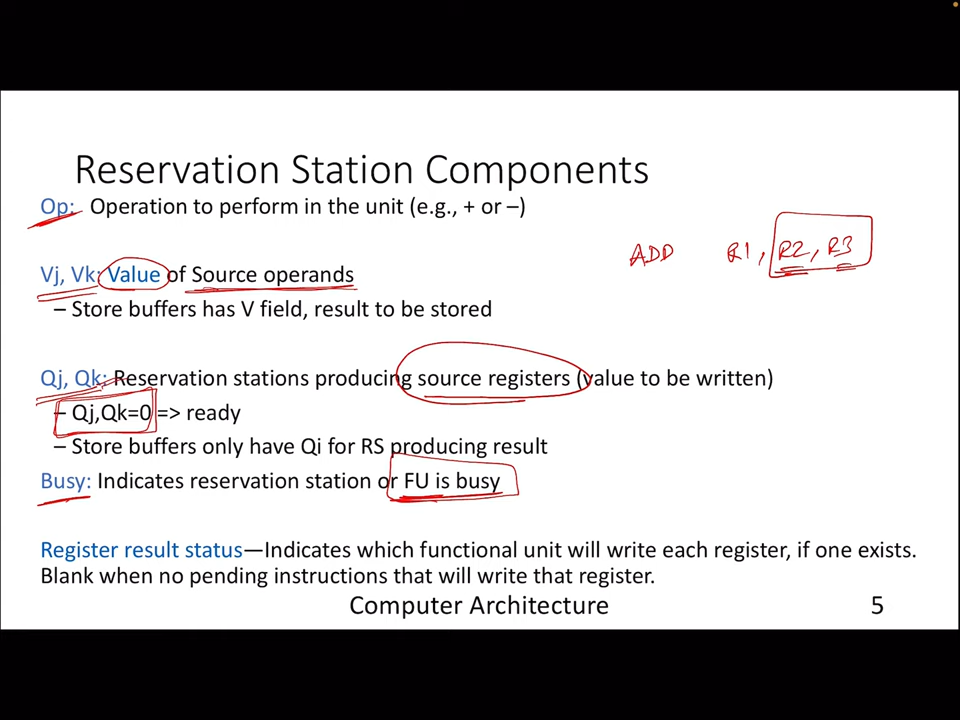 Reservation Station Components
Op: Operation to perform in the unit (e.g., + or –)
ADD R1, R2, R3
Vj, Vk: Value of Source operands
– Store buffers has V field, result to be stored
Qj, Qk: Reservation stations producing source registers (value to be written)
– Qj,Qk=0 => ready
– Store buffers only have Qi for RS producing result
Busy: Indicates reservation station or FU is busy
Register result status—Indicates which functional unit will write each register, if one exists.
Blank when no pending instructions that will write that register.
Computer Architecture 5